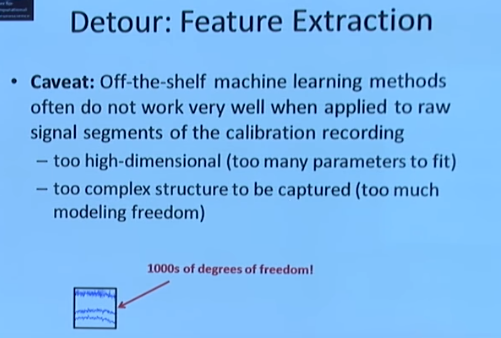 Detour: Feature Extraction
• Caveat: Off-the-shelf machine learning methods
often do not work very well when applied to raw
signal segments of the calibration recording
– too high-dimensional (too many parameters to fit)
– too complex structure to be captured (too much
modeling freedom)
1000s of degrees of freedom!